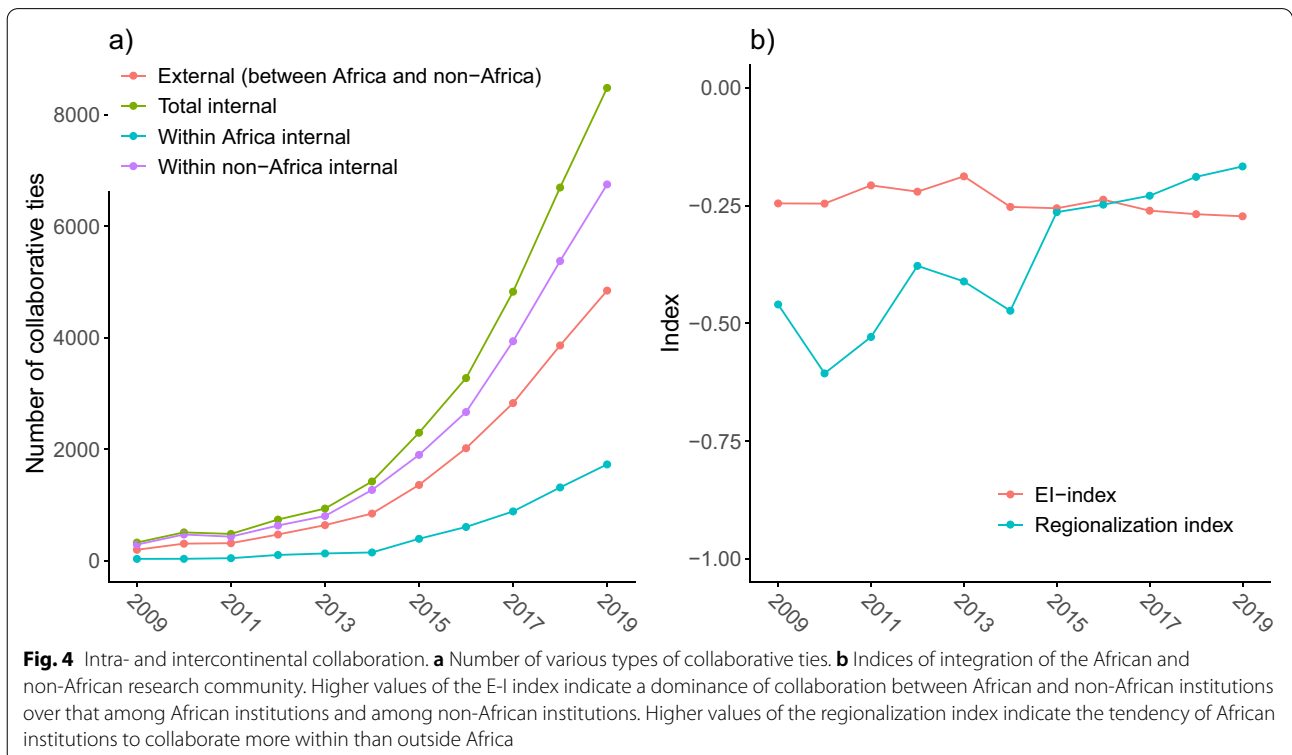 a)
External (between Africa and non−Africa)
Total internal
Within Africa internal
Within non−Africa internal
Number of collaborative ties
8000
6000
4000
2000
0
2009
2011
2013
2015
2017
2019
b)
Index
0.00
−0.25
−0.50
−0.75
−1.00
EI−index
Regionalization index
2009
2011
2013
2015
2017
2019
Fig. 4 Intra- and intercontinental collaboration. a Number of various types of collaborative ties. b Indices of integration of the African and
non-African research community. Higher values of the E-I index indicate a dominance of collaboration between African and non-African institutions
over that among African institutions and among non-African institutions. Higher values of the regionalization index indicate the tendency of African
institutions to collaborate more within than outside Africa